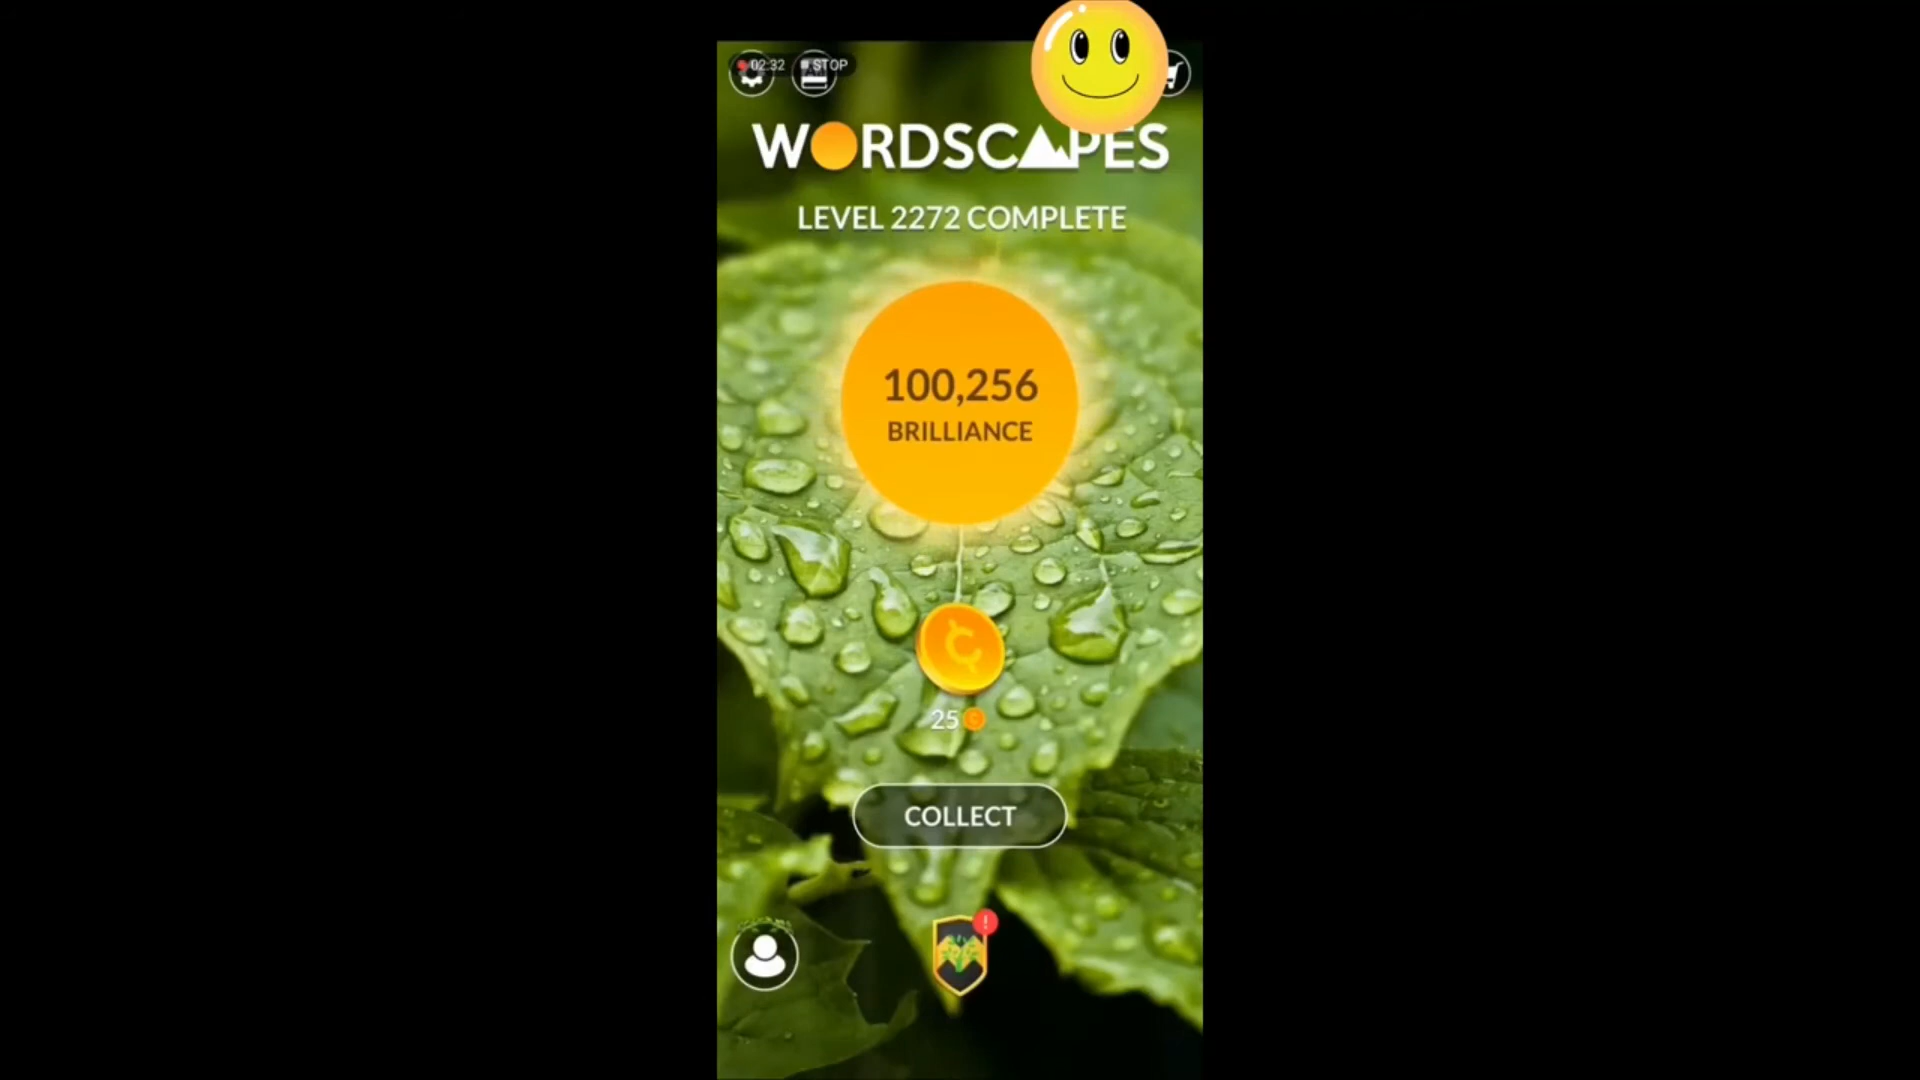 02:32 STOP
WORDSCAPES
LEVEL 2272 COMPLETE
100,256
BRILLIANCE
25
COLLECT